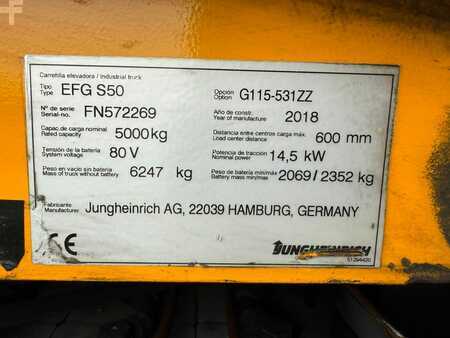 Carretilla elevadora / Industrial truck
Tipo
Type EFG S50
Opción
Option G115-531ZZ
Nº de serie
Serial-no. FN572269
Año de constr.
Year of manufacture 2018
Capac. de carga nominal
Rated capacity 5000kg
Distancia entre centros carga máx.
Load center distance 600 mm
Tensión de la batería
System voltage 80 V
Potencia de tracción
Nominal power 14,5 kW
Peso en vacío sin batería
Mass of truck without battery 6247 kg
Peso de batería min/máx
Battery mass min/max 2069/2352 kg
Fabricante
Manufacturer Jungheinrich AG, 22039 HAMBURG, GERMANY
CE
JUNGHEINRICH